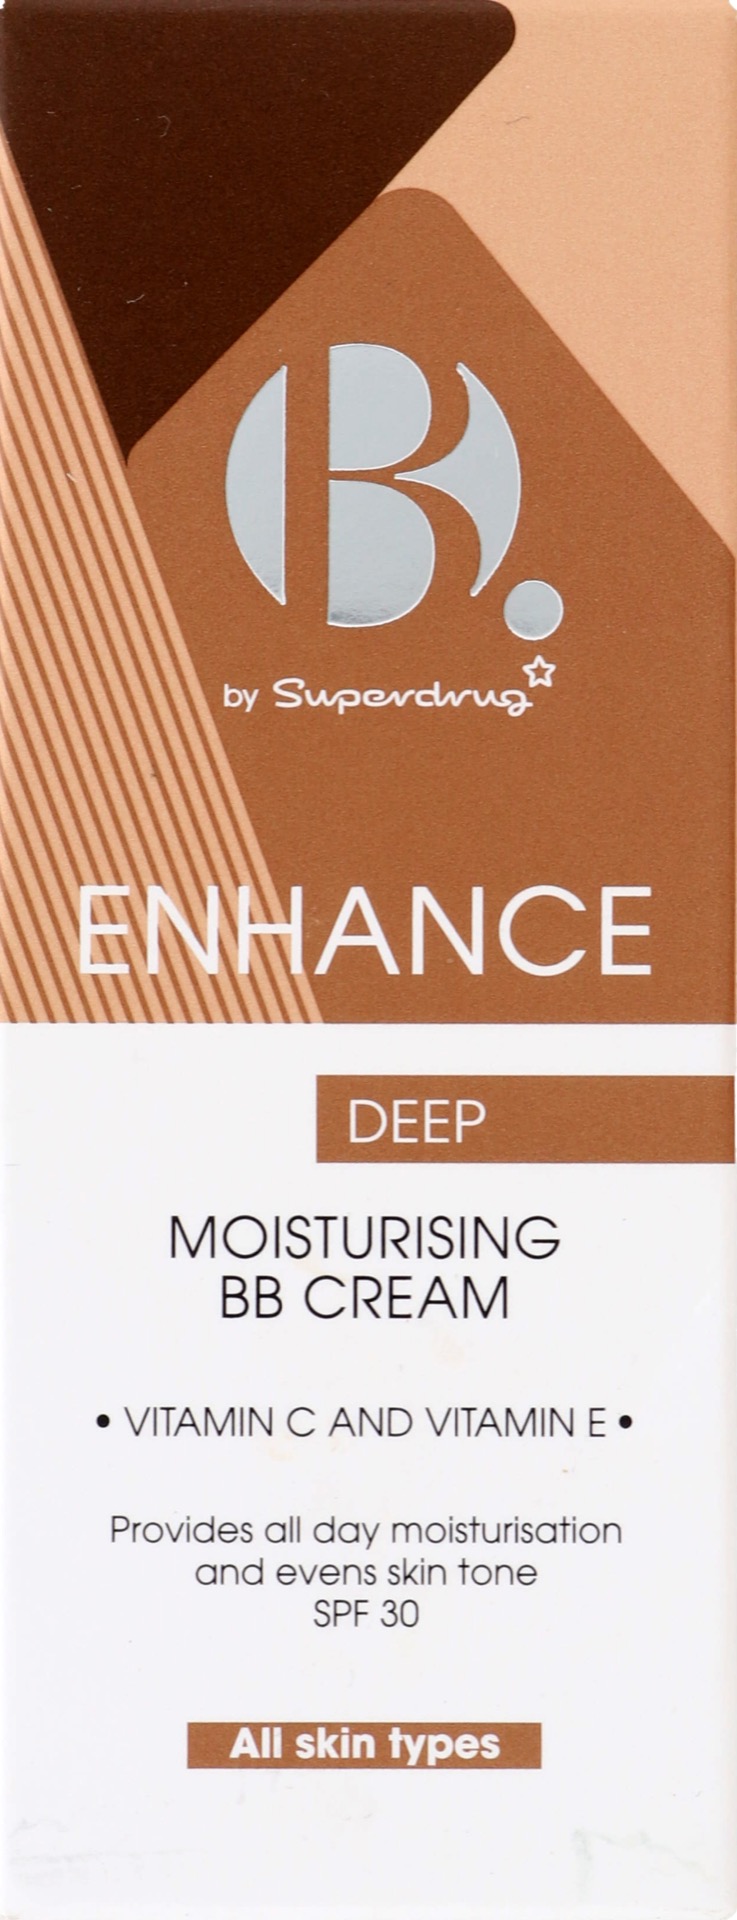 B.
by Superdrug
ENHANCE
DEEP
MOISTURISING
BB CREAM
• VITAMIN C AND VITAMIN E •
Provides all day moisturisation
and evens skin tone
SPF 30
All skin types